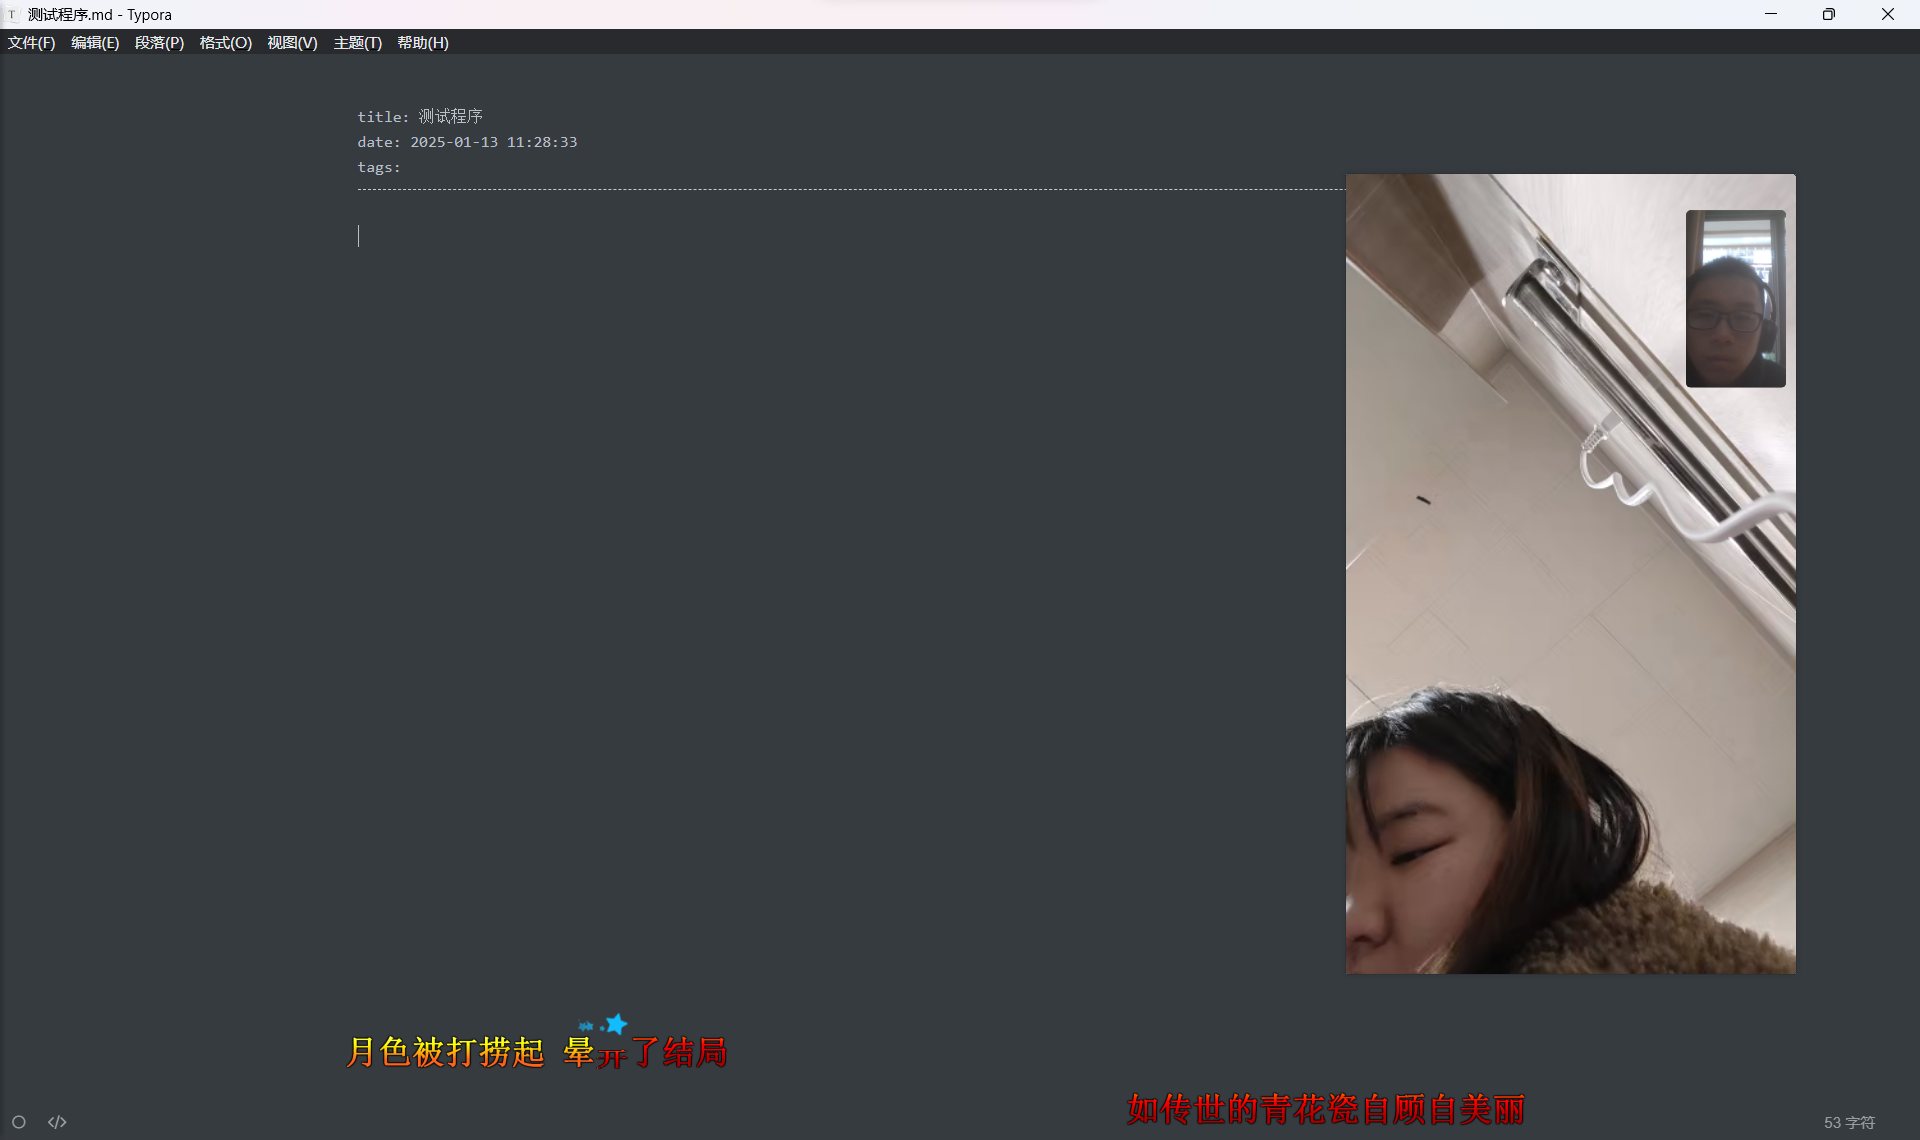 测试程序.md - Typora
文件(F) 编辑(E) 段落(P) 格式(O) 视图(V) 主题(T) 帮助(H)
title: 测试程序
date: 2025-01-13 11:28:33
tags:
月色被打捞起 晕开了结局
如传世的青花瓷自顾自美丽
53 字符